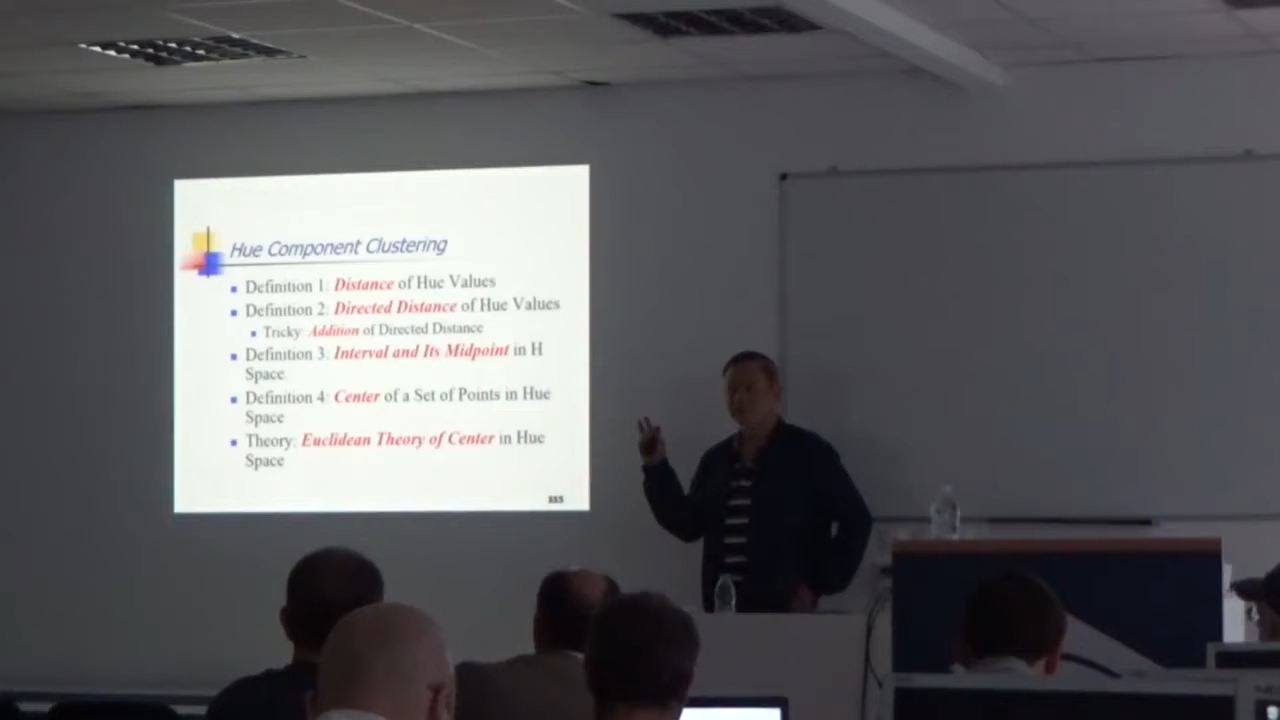 Hue Component Clustering
Definition 1: Distance of Hue Values
Definition 2: Directed Distance of Hue Values
Tricky: Addition of Directed Distance
Definition 3: Interval and Its Midpoint in H
Space
Definition 4: Center of a Set of Points in Hue
Space
Theory: Euclidean Theory of Center in Hue
Space